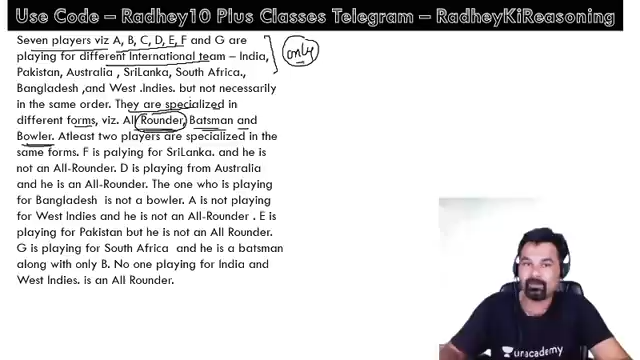 Use Code – Radhey10 Plus Classes Telegram – RadheyKiReasoning
Seven players viz A, B, C, D, E, F and G are
playing for different International team – India,
only
Pakistan, Australia , SriLanka, South Africa.,
Bangladesh ,and West .Indies. but not necessarily
in the same order. They are specialized in
different forms, viz. All Rounder, Batsman and
Bowler. Atleast two players are specialized in the
same forms. F is palying for SriLanka. and he is
not an All-Rounder. D is playing from Australia
and he is an All-Rounder. The one who is playing
for Bangladesh is not a bowler. A is not playing
for West Indies and he is not an All-Rounder . E is
playing for Pakistan but he is not an All Rounder.
G is playing for South Africa and he is a batsman
along with only B. No one playing for India and
West Indies. is an All Rounder.
unacademy